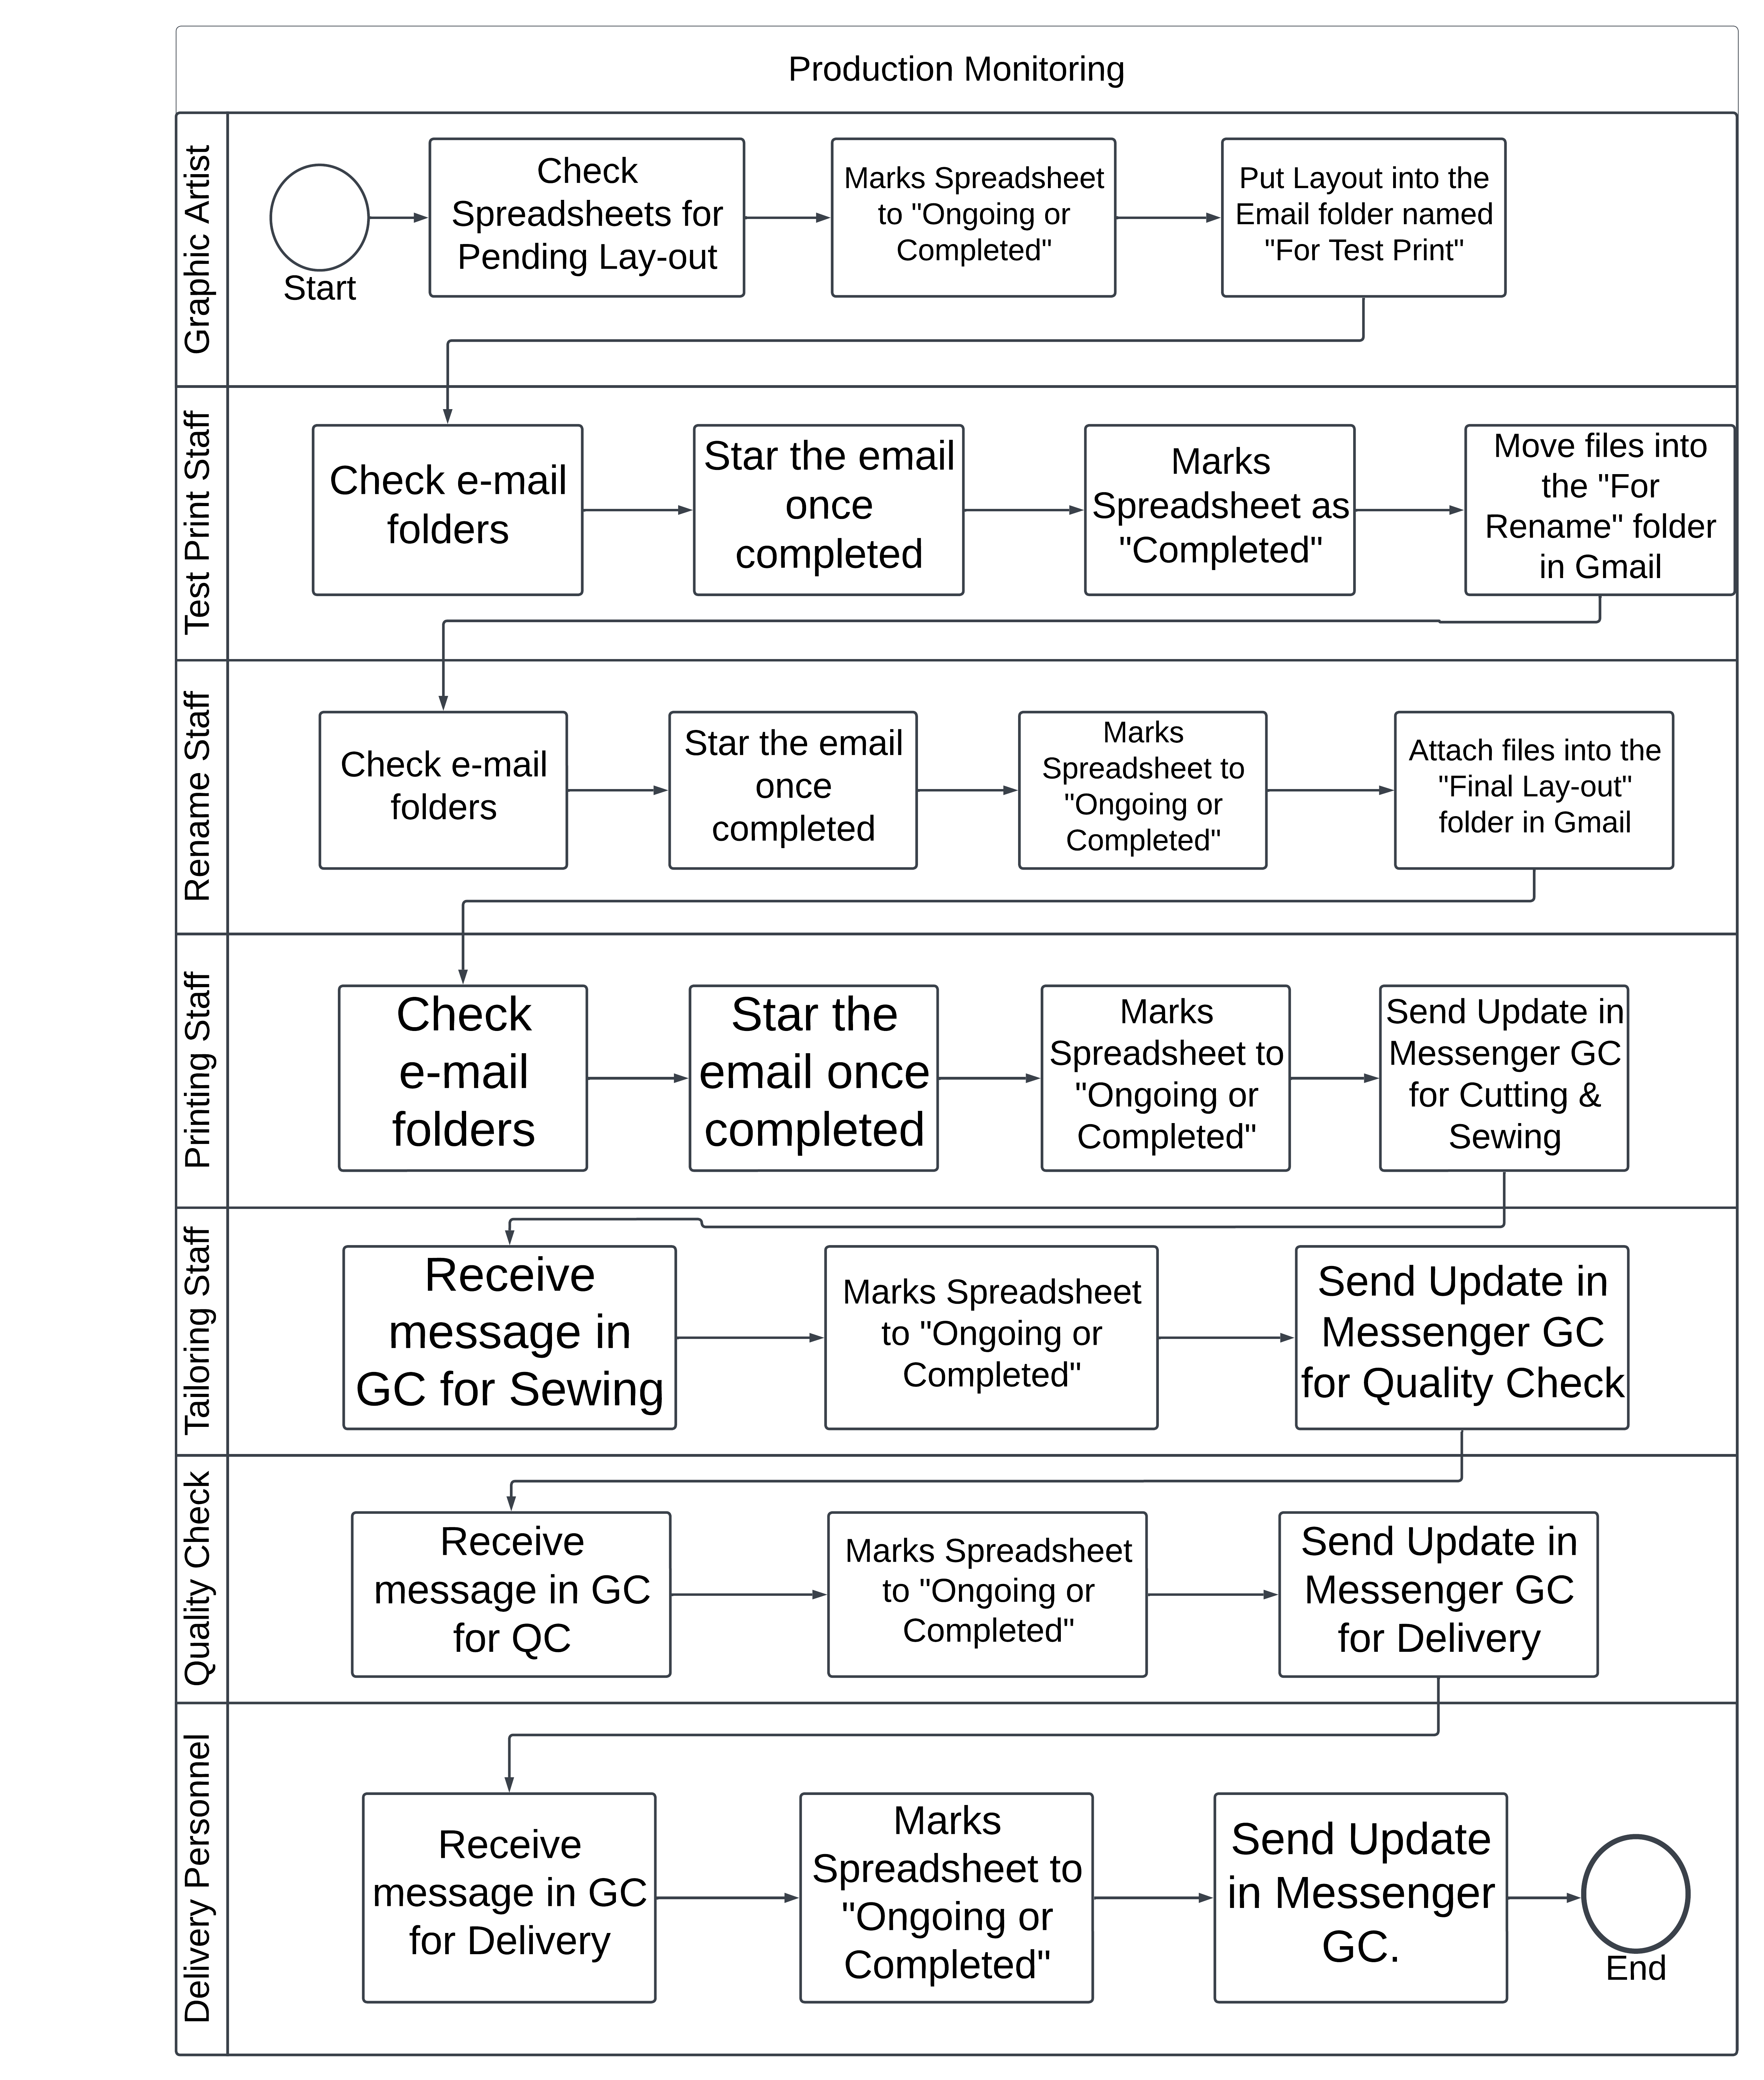 Production Monitoring
Graphic Artist
Start
Check
Spreadsheets for
Pending Lay-out
Marks Spreadsheet
to "Ongoing or
Completed"
Put Layout into the
Email folder named
"For Test Print"
Test Print Staff
Check e-mail
folders
Star the email
once
completed
Marks
Spreadsheet as
"Completed"
Move files into
the "For
Rename" folder
in Gmail
Rename Staff
Check e-mail
folders
Star the email
once
completed
Marks
Spreadsheet to
"Ongoing or
Completed"
Attach files into the
"Final Lay-out"
folder in Gmail
Printing Staff
Check
e-mail
folders
Star the
email once
completed
Marks
Spreadsheet to
"Ongoing or
Completed"
Send Update in
Messenger GC
for Cutting &
Sewing
Tailoring Staff
Receive
message in
GC for Sewing
Marks Spreadsheet
to "Ongoing or
Completed"
Send Update in
Messenger GC
for Quality Check
Quality Check
Receive
message in GC
for QC
Marks Spreadsheet
to "Ongoing or
Completed"
Send Update in
Messenger GC
for Delivery
Delivery Personnel
Receive
message in GC
for Delivery
Marks
Spreadsheet to
"Ongoing or
Completed"
Send Update
in Messenger
GC.
End